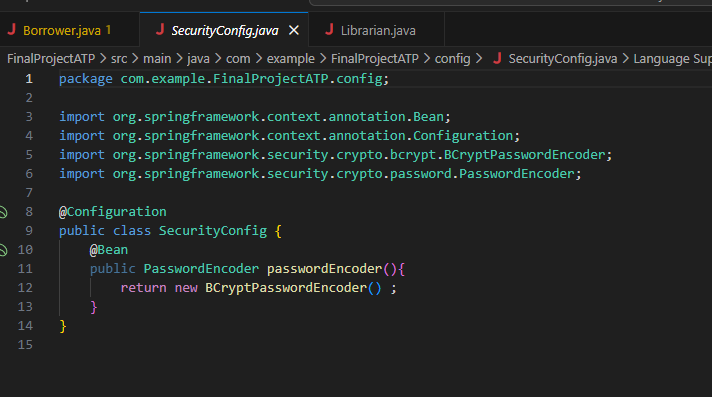 Borrower.java 1
SecurityConfig.java
Librarian.java
FinalProjectATP > src > main > java > com > example > FinalProjectATP > config > SecurityConfig.java > Language Sup
1 package com.example.FinalProjectATP.config;
2
3 import org.springframework.context.annotation.Bean;
4 import org.springframework.context.annotation.Configuration;
5 import org.springframework.security.crypto.bcrypt.BCryptPasswordEncoder;
6 import org.springframework.security.crypto.password.PasswordEncoder;
7
8 @Configuration
9 public class SecurityConfig {
10     @Bean
11     public PasswordEncoder passwordEncoder(){
12         return new BCryptPasswordEncoder() ;
13     }
14 }
15